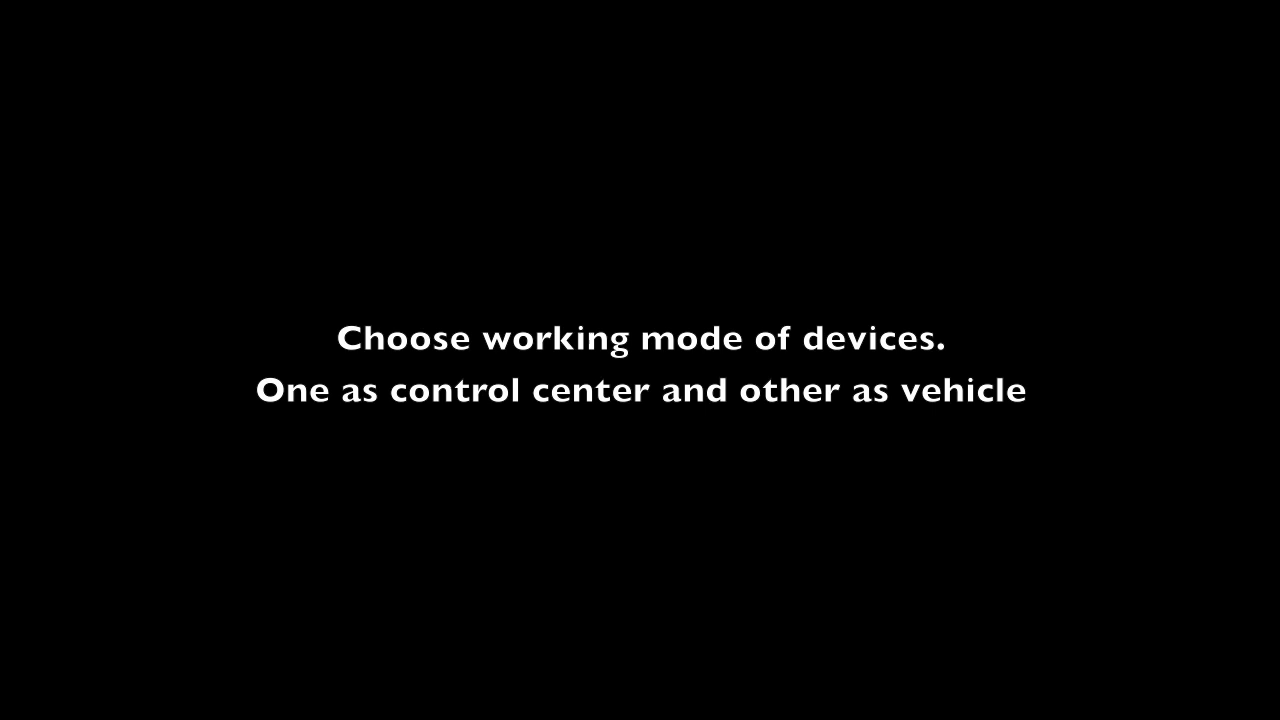 Choose working mode of devices.
One as control center and other as vehicle